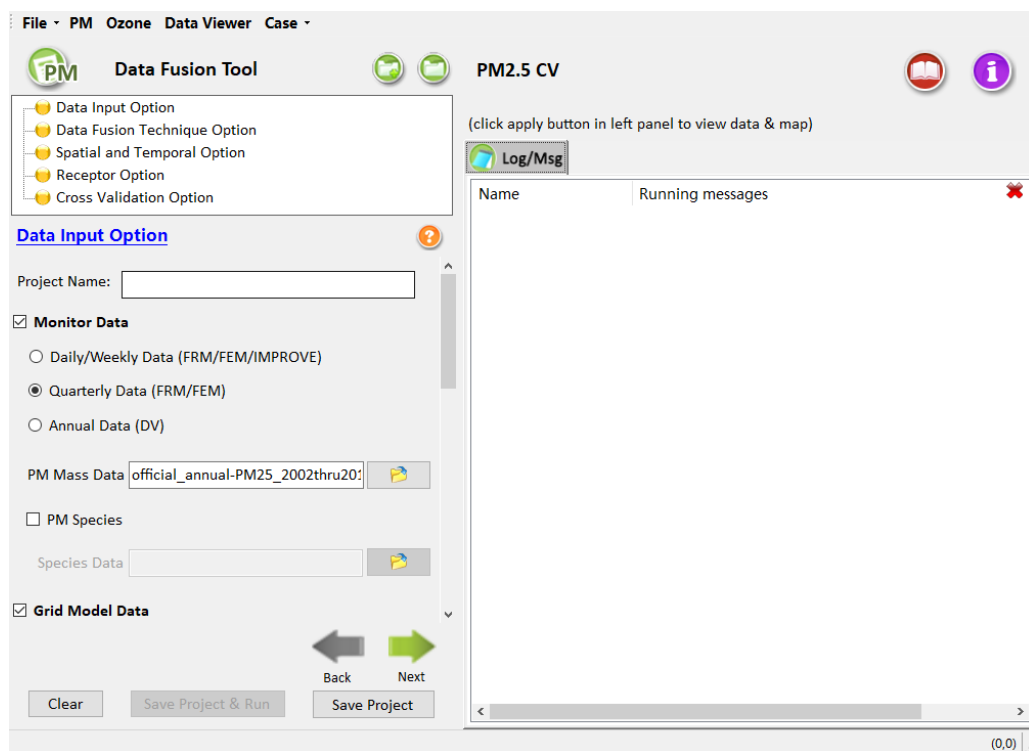 File PM Ozone Data Viewer Case
PM Data Fusion Tool
PM2.5 CV
Data Input Option
Data Fusion Technique Option
Spatial and Temporal Option
Receptor Option
Cross Validation Option
(click apply button in left panel to view data & map)
Log/Msg
Name Running messages
Data Input Option
Project Name:
Monitor Data
Daily/Weekly Data (FRM/FEM/IMPROVE)
Quarterly Data (FRM/FEM)
Annual Data (DV)
PM Mass Data official_annual-PM25_2002thru201
PM Species
Species Data
Grid Model Data
Back Next
Clear Save Project & Run Save Project
(0,0)